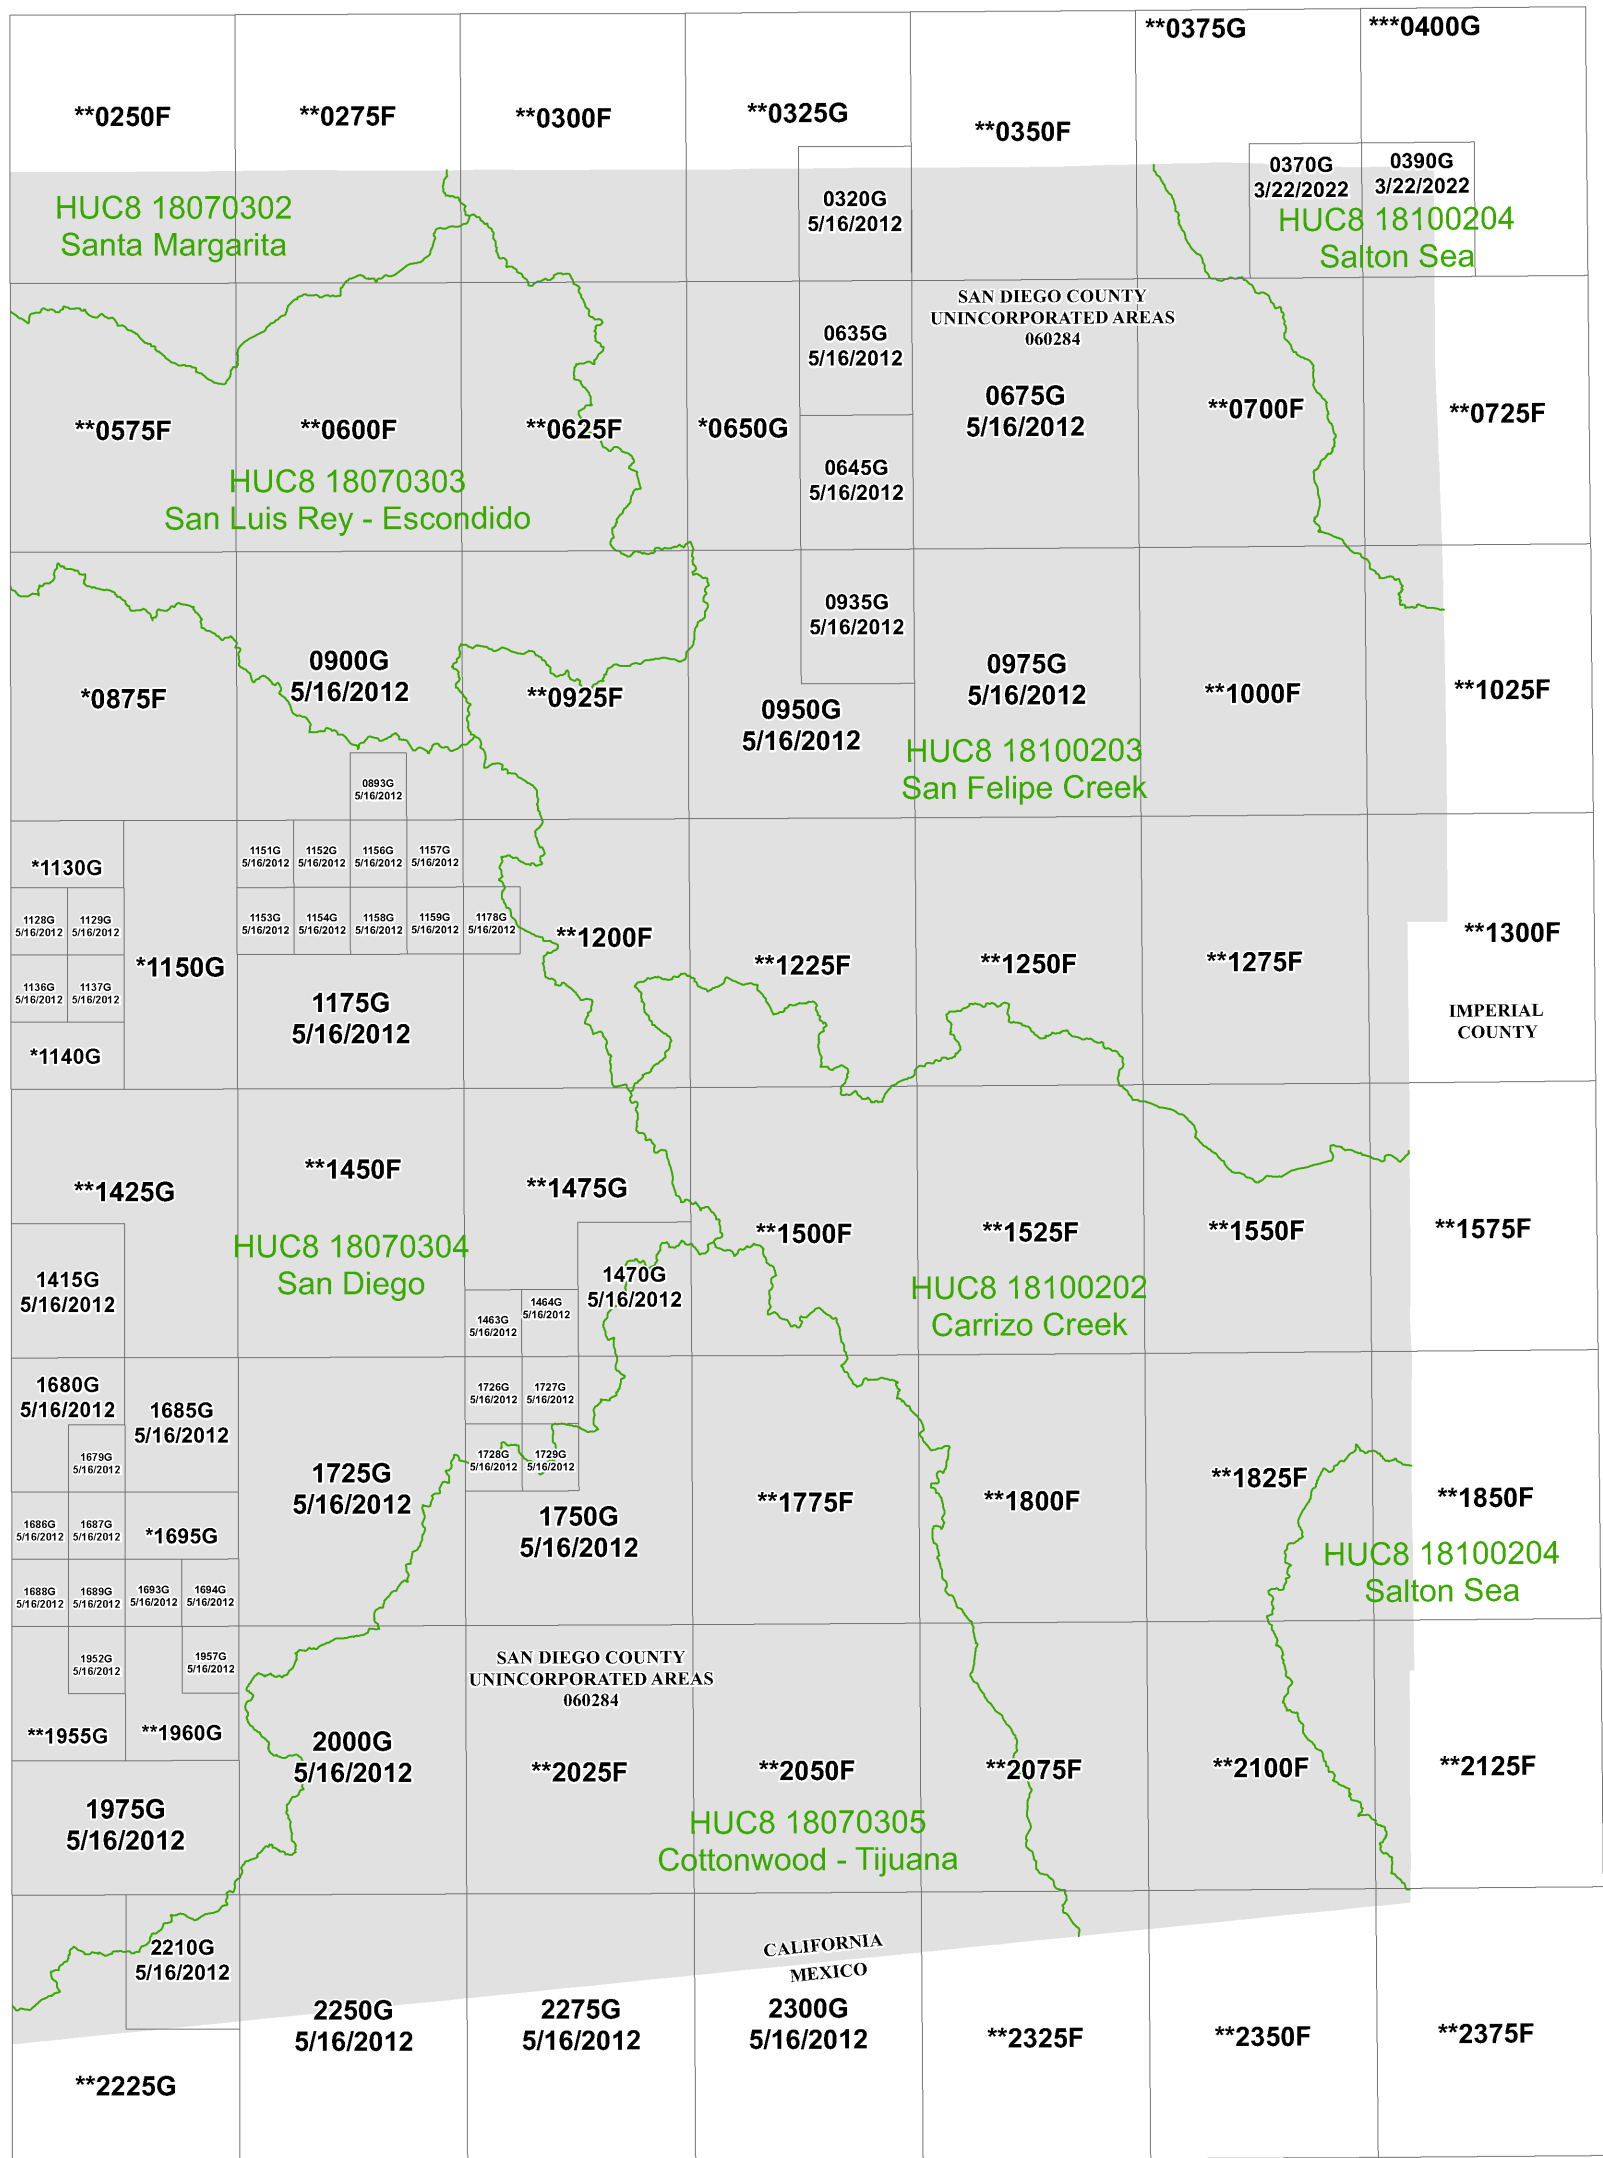 **0375G
***0400G
**0250F
**0275F
**0300F
**0325G
**0350F
0370G
3/22/2022
0390G
3/22/2022
HUC8 18070302
Santa Margarita
0320G
5/16/2012
HUC8 18100204
Salton Sea
SAN DIEGO COUNTY
UNINCORPORATED AREAS
060284
0635G
5/16/2012
**0575F
**0600F
**0625F
*0650G
0675G
5/16/2012
**0700F
**0725F
0645G
5/16/2012
HUC8 18070303
San Luis Rey - Escondido
0935G
5/16/2012
*0875F
0900G
5/16/2012
**0925F
0950G
5/16/2012
0975G
5/16/2012
**1000F
**1025F
HUC8 18100203
San Felipe Creek
0893G
5/16/2012
*1130G
1151G
5/16/2012
1152G
5/16/2012
1156G
5/16/2012
1157G
5/16/2012
1128G
5/16/2012
1129G
5/16/2012
1153G
5/16/2012
1154G
5/16/2012
1158G
5/16/2012
1159G
5/16/2012
1178G
5/16/2012
**1200F
**1225F
**1250F
**1275F
**1300F
*1150G
1136G
5/16/2012
1137G
5/16/2012
1175G
5/16/2012
IMPERIAL
COUNTY
*1140G
**1425G
**1450F
**1475G
**1500F
**1525F
**1550F
**1575F
HUC8 18070304
San Diego
1415G
5/16/2012
1470G
5/16/2012
1463G
5/16/2012
1464G
5/16/2012
HUC8 18100202
Carrizo Creek
1680G
5/16/2012
1685G
5/16/2012
1726G
5/16/2012
1727G
5/16/2012
1679G
5/16/2012
1725G
5/16/2012
1728G
5/16/2012
1729G
5/16/2012
1750G
5/16/2012
**1775F
**1800F
**1825F
**1850F
1686G
5/16/2012
1687G
5/16/2012
*1695G
HUC8 18100204
Salton Sea
1688G
5/16/2012
1689G
5/16/2012
1693G
5/16/2012
1694G
5/16/2012
1952G
5/16/2012
1957G
5/16/2012
SAN DIEGO COUNTY
UNINCORPORATED AREAS
060284
**1955G
**1960G
2000G
5/16/2012
**2025F
**2050F
**2075F
**2100F
**2125F
1975G
5/16/2012
HUC8 18070305
Cottonwood - Tijuana
2210G
5/16/2012
CALIFORNIA
MEXICO
2250G
5/16/2012
2275G
5/16/2012
2300G
5/16/2012
**2325F
**2350F
**2375F
**2225G